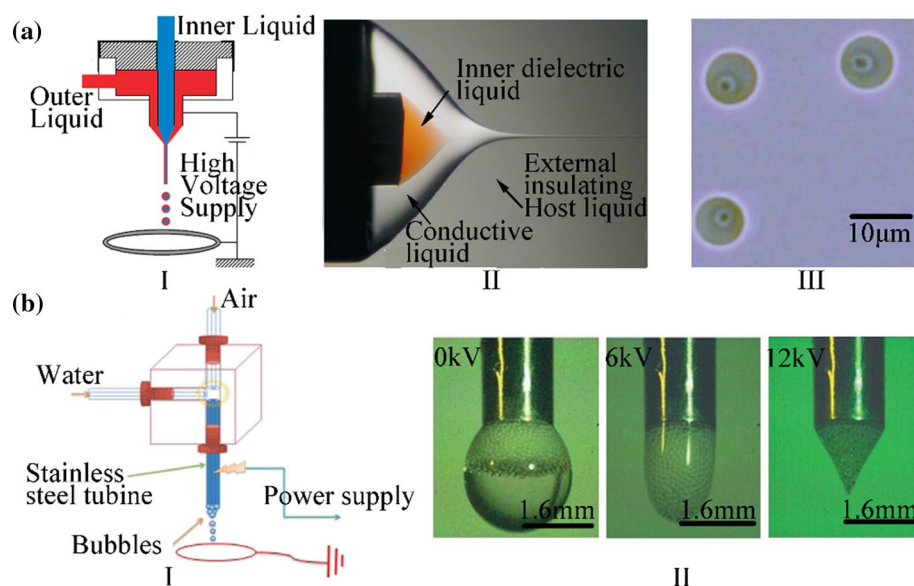 (a)
Inner Liquid
Outer
Liquid
High
Voltage
Supply
I
Inner dielectric
liquid
External
insulating
Host liquid
Conductive
liquid
II
10μm
III
(b)
Air
Water
Stainless
steel tubine
Power supply
Bubbles
I
0kV
1.6mm
6kV
1.6mm
12kV
1.6mm
II